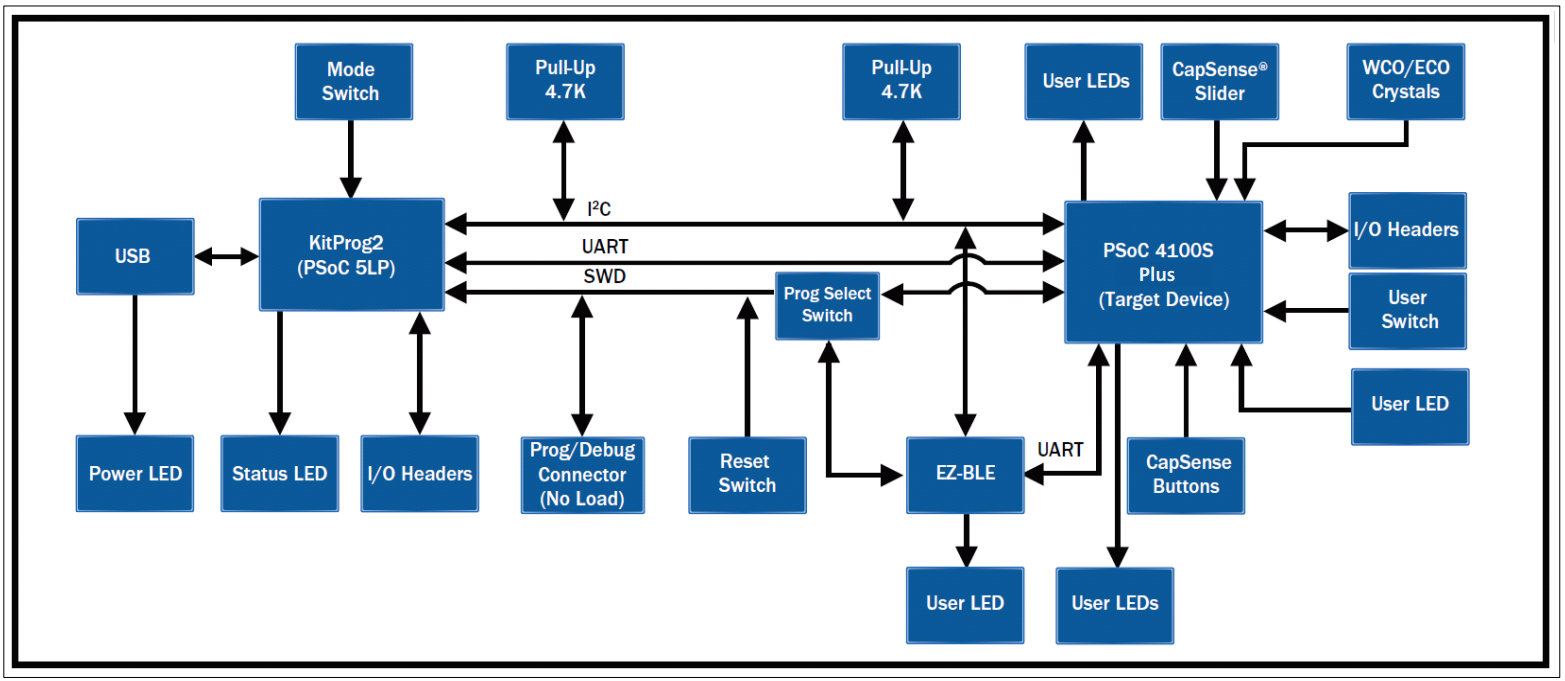 Mode
Switch
Pull-Up
4.7K
Pull-Up
4.7K
User LEDs
CapSense®
Slider
WCO/ECO
Crystals
I²C
UART
SWD
USB
KitProg2
(PSoC 5LP)
Prog Select
Switch
PSoC 4100S
Plus
(Target Device)
I/O Headers
User
Switch
User LED
Power LED
Status LED
I/O Headers
Prog/Debug
Connector
(No Load)
Reset
Switch
EZ-BLE
UART
CapSense
Buttons
User LED
User LEDs